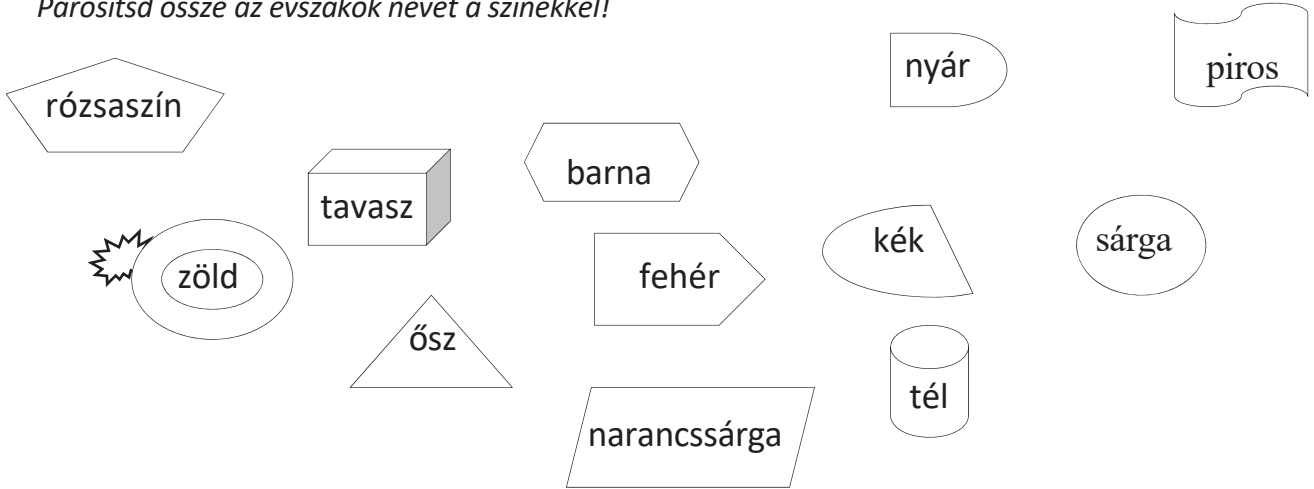 Párosítsd össze az évszakok nevét a színekkel!
nyár
piros
rózsaszín
barna
tavasz
kék
sárga
zöld
fehér
ősz
tél
narancssárga